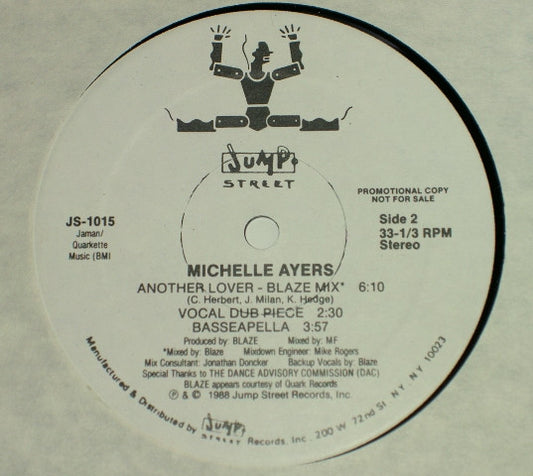 JUMP
STREET
PROMOTIONAL COPY
NOT FOR SALE
JS-1015
Jaman/
Quarkette
Music (BMI
Side 2
33-1/3 RPM
Stereo
MICHELLE AYERS
ANOTHER LOVER - BLAZE MIX* 6:10
(C. Herbert, J. Milan, K. Hedge)
VOCAL DUB PIECE 2:30
BASSEAPELLA 3:57
Produced by: BLAZE Mixed by: MF
*Mixed by: Blaze Mixdown Engineer: Mike Rogers
Mix Consultant: Jonathan Doncker Backup Vocals by: Blaze
Special Thanks to THE DANCE ADVISORY COMMISSION (DAC)
BLAZE appears courtesy of Quark Records
℗ & © 1988 Jump Street Records, Inc.
Manufactured & Distributed by JUMP STREET Records, Inc. 200 W. 72nd St. NY, NY 10023